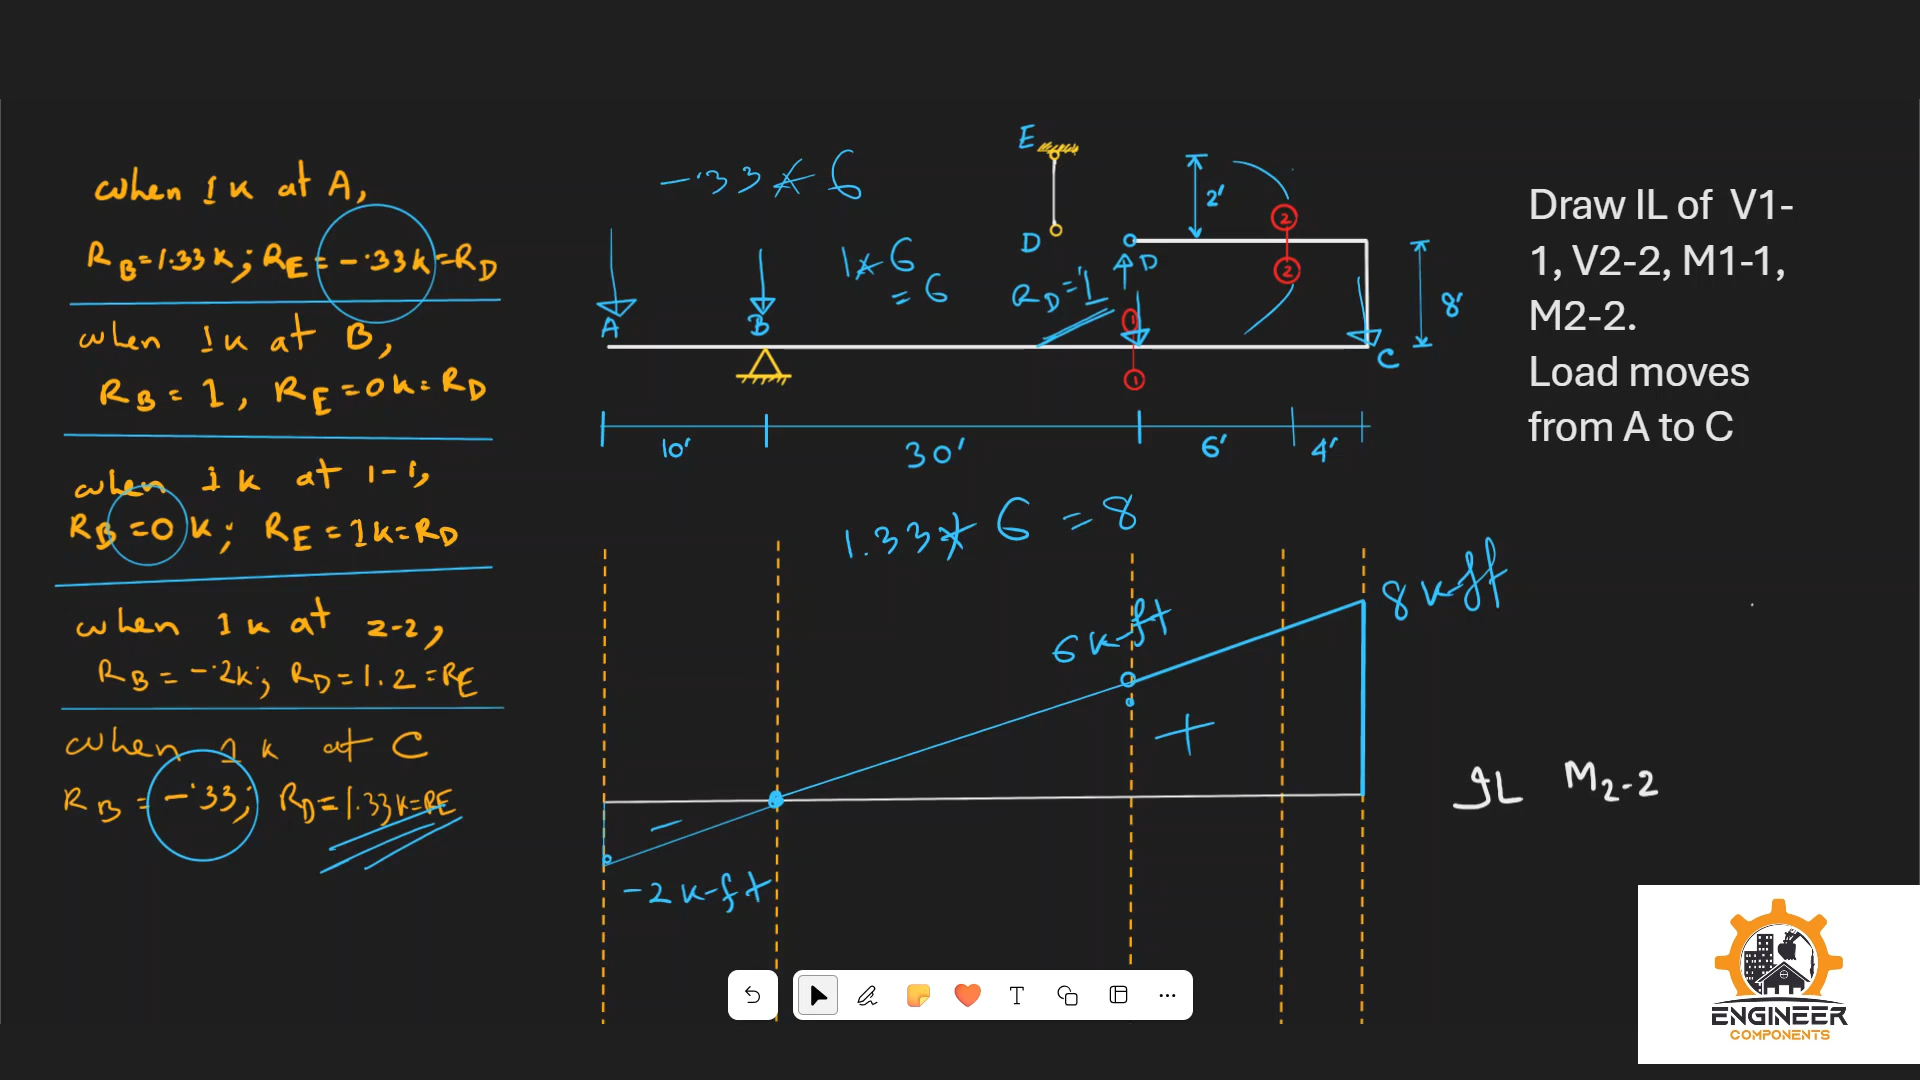 when 1k at A,
RB=1.33k; RE=-.33k=RD
when 1k at B,
RB=1, RE=0k=RD
when 1k at 1-1,
RB=0k; RE=1k=RD
when 1k at 2-2,
RB=-.2k; RD=1.2=RE
when 1k at C
RB=-.33; RD=1.33k=RE
-.33*6
1*6
=6
E
D
RD=1
D
2'
2
2
8'
A
B
1
1
C
10'
30'
6'
4'
1.33*6=8
6k-ft
8k-ft
+
-
-2k-ft
IL M2-2
Draw IL of V1-
1, V2-2, M1-1,
M2-2.
Load moves
from A to C
T
ENGINEER
COMPONENTS